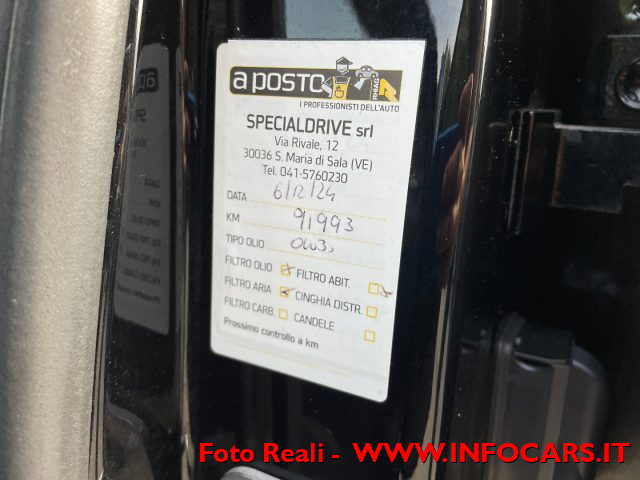 a POSTO
RHIAG
I PROFESSIONISTI DELL'AUTO
SPECIALDRIVE srl
Via Rivale, 12
30036 S. Maria di Sala (VE)
Tel. 041-5760230
DATA 6/12/24
KM 91993
TIPO OLIO 0W30
FILTRO OLIO FILTRO ABIT.
FILTRO ARIA CINGHIA DISTR.
FILTRO CARB. CANDELE
Prossimo controllo a km
Foto Reali - WWW.INFOCARS.IT